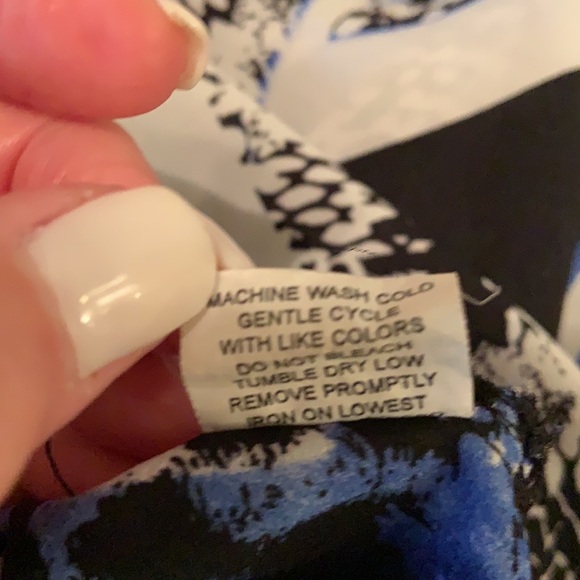 MACHINE WASH COLD
GENTLE CYCLE
WITH LIKE COLORS
DO NOT BLEACH
TUMBLE DRY LOW
REMOVE PROMPTLY
IRON ON LOWEST